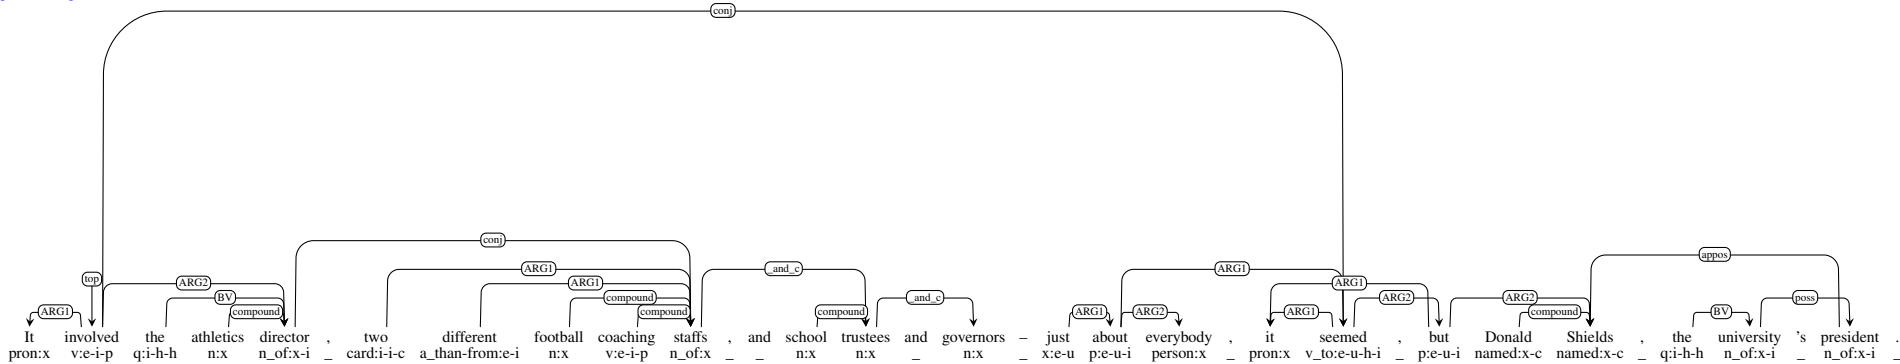 conj
conj appos
top ARG1 _and_c ARG1
ARG2 ARG1 ARG1
BV compound ARG2 ARG2 poss
ARG1 compound compound compound _and_c ARG1 ARG2 ARG1 compound BV
It involved the athletics director , two different football coaching staffs , and school trustees and governors – just about everybody , it seemed , but Donald Shields , the university 's president .
pron:x v:e-i-p q:i-h-h n:x n_of:x-i _ card:i-i-c a_than-from:e-i n:x v:e-i-p n_of:x _ _ n:x n:x _ n:x _ x:e-u p:e-u-i person:x _ pron:x v_to:e-u-h-i _ p:e-u-i named:x-c named:x-c _ q:i-h-h n_of:x-i _ n_of:x-i _